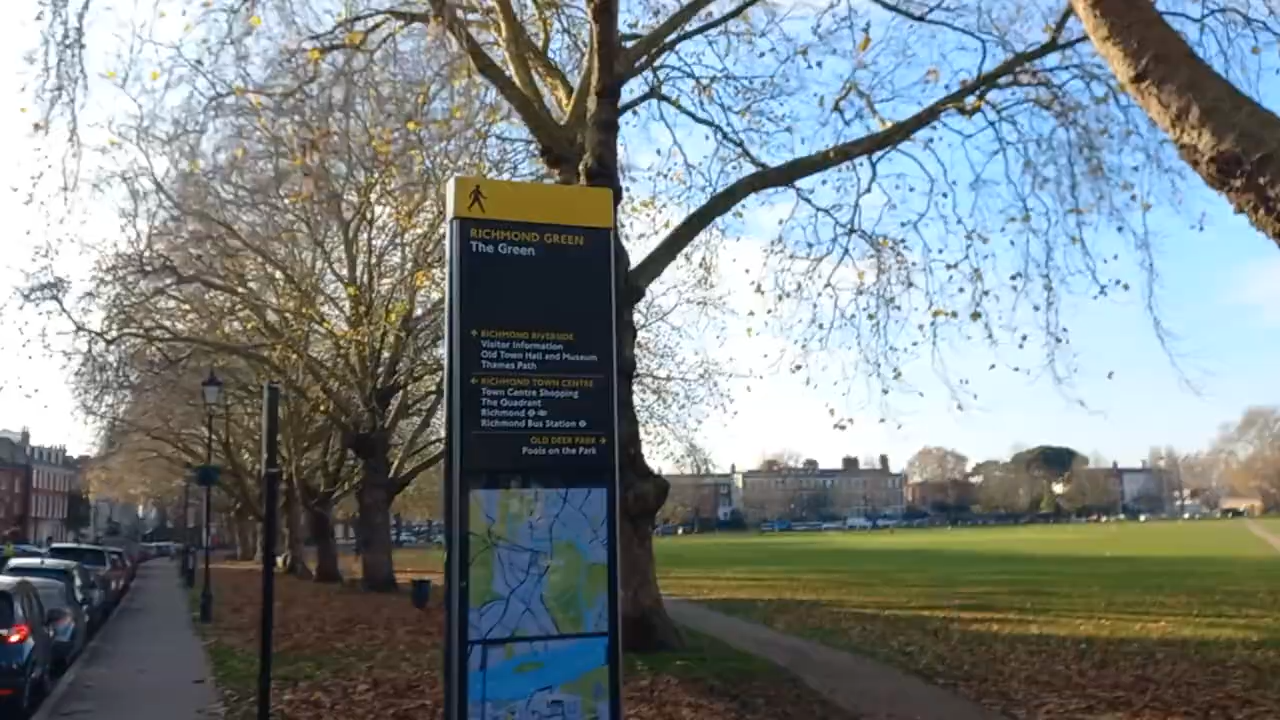 RICHMOND GREEN
The Green
RICHMOND RIVERSIDE
Visitor Information
Old Town Hall and Museum
Thames Path
RICHMOND TOWN CENTRE
Town Centre Shopping
The Quadrant
Richmond
Richmond Bus Station
OLD DEER PARK
Pools on the Park